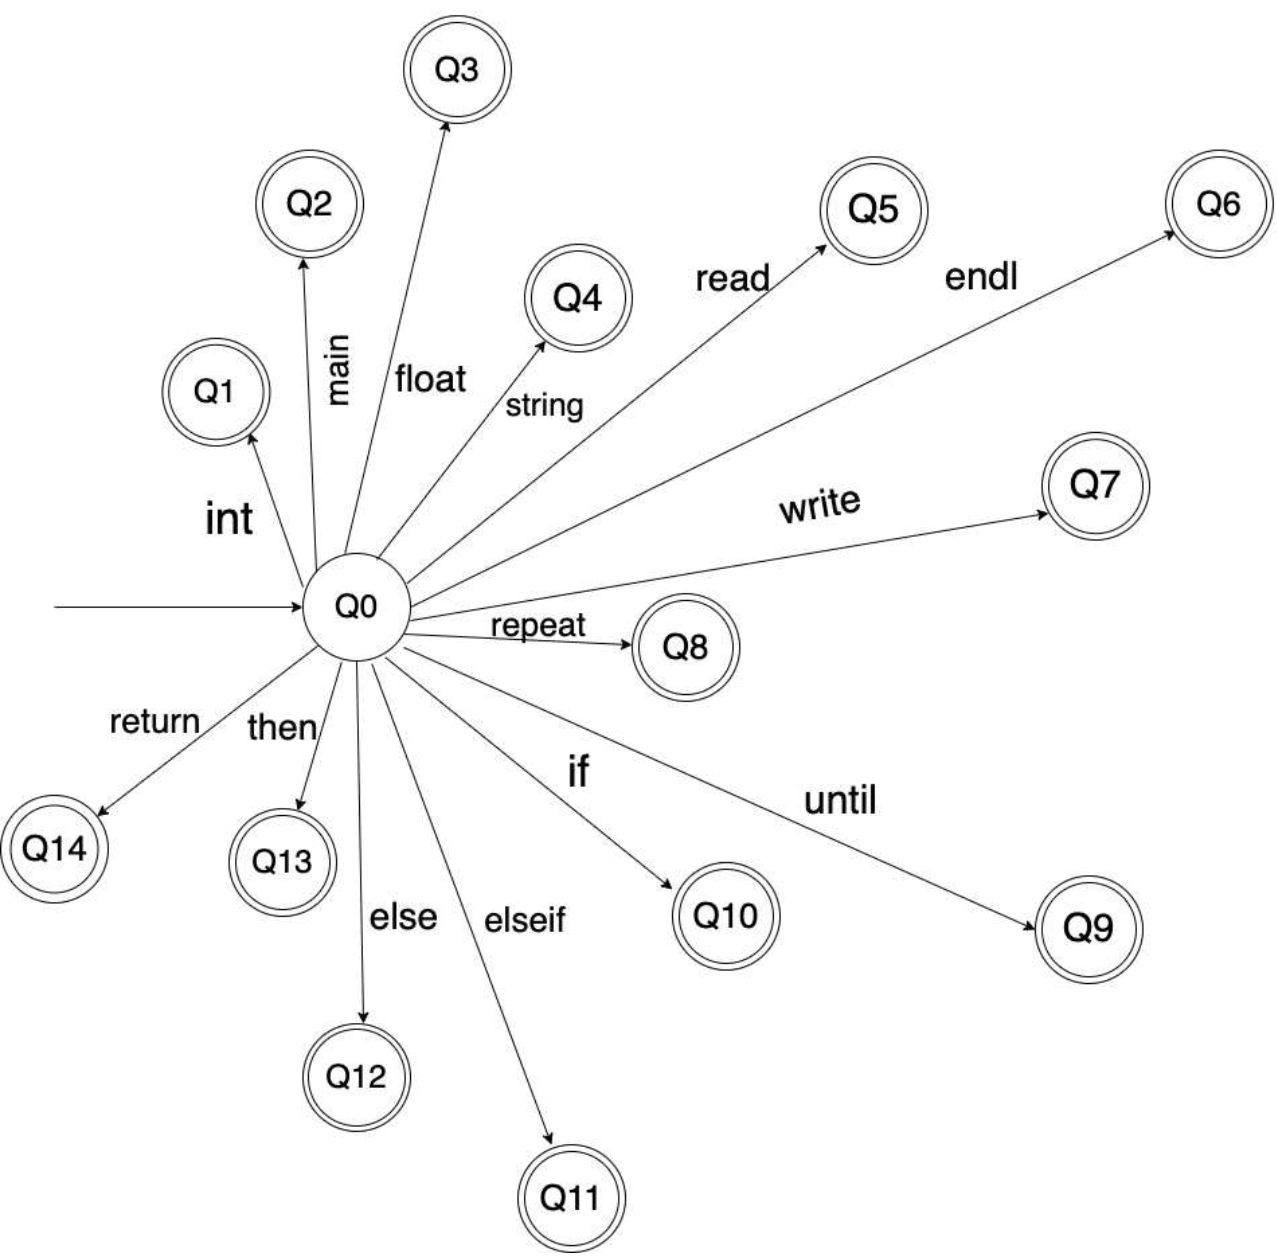 Q3
Q2
Q5
Q6
read
endl
Q4
main
float
Q1
string
Q7
write
int
Q0
repeat
Q8
return
then
if
until
Q14
Q13
else
elseif
Q10
Q9
Q12
Q11